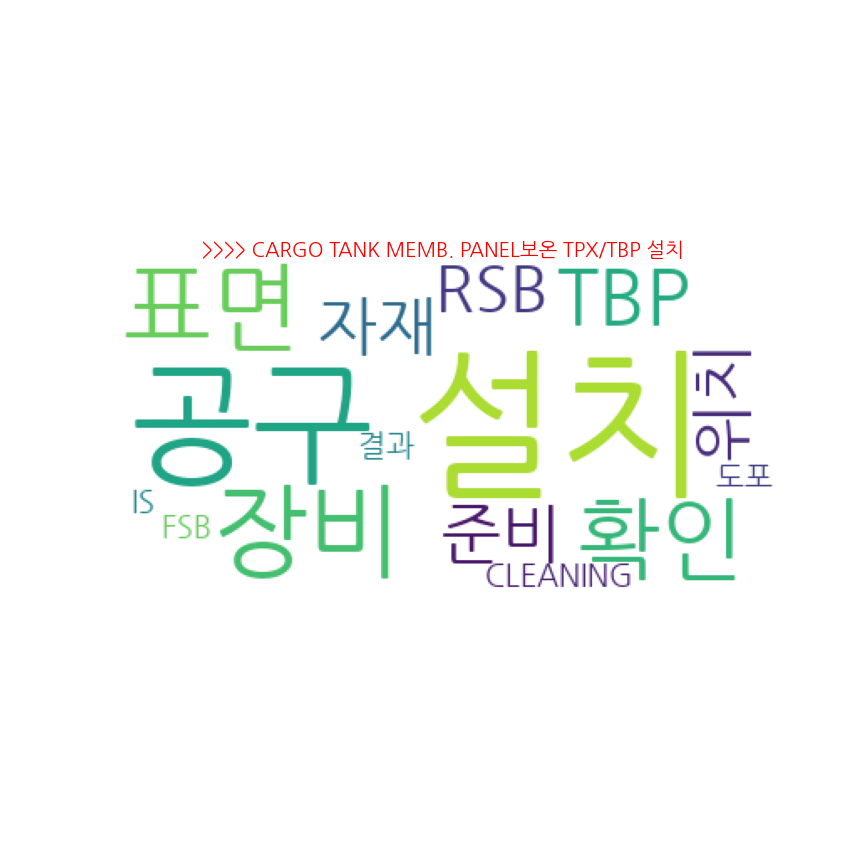 >>>> CARGO TANK MEMB. PANEL보온 TPX/TBP 설치
표면
자재
RSB
TBP
공구
설치
위치
결과
도포
IS
FSB
장비
준비
확인
CLEANING